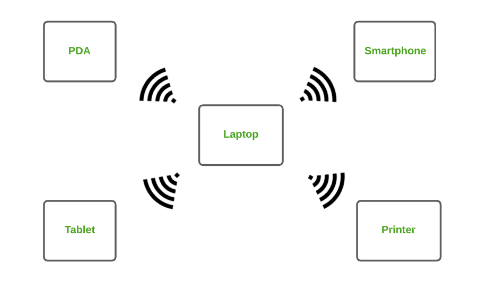 PDA
Smartphone
Laptop
Tablet
Printer